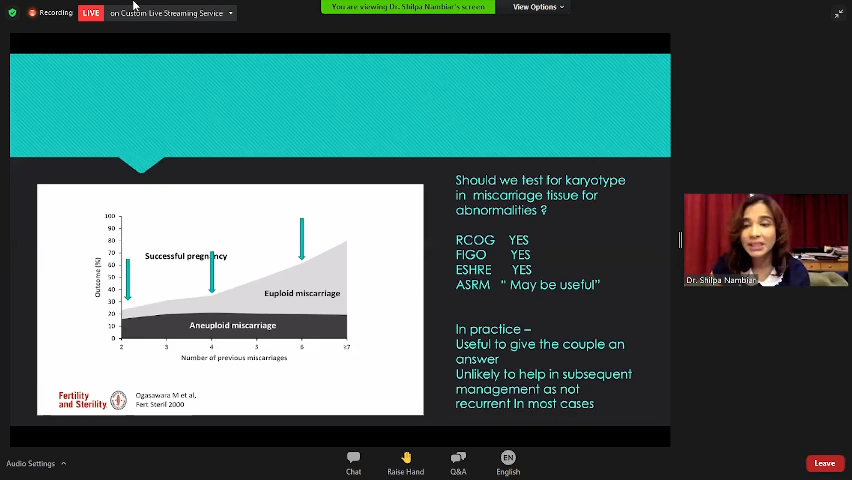 Recording
LIVE
on Custom Live Streaming Service
You are viewing Dr. Shilpa Nambiar's screen
View Options
Should we test for karyotype
in miscarriage tissue for
abnormalities ?
RCOG YES
FIGO YES
ESHRE YES
ASRM " May be useful"
In practice –
Useful to give the couple an
answer
Unlikely to help in subsequent
management as not
recurrent In most cases
100
90
80
70
60
50
40
30
20
10
0
Outcome (%)
Successful pregnancy
Euploid miscarriage
Aneuploid miscarriage
2 3 4 5 6 ≥7
Number of previous miscarriages
Fertility
and Sterility
Ogasawara M et al,
Fert Steril 2000
Dr. Shilpa Nambiar
Audio Settings
Chat
Raise Hand
Q&A
EN
English
Leave